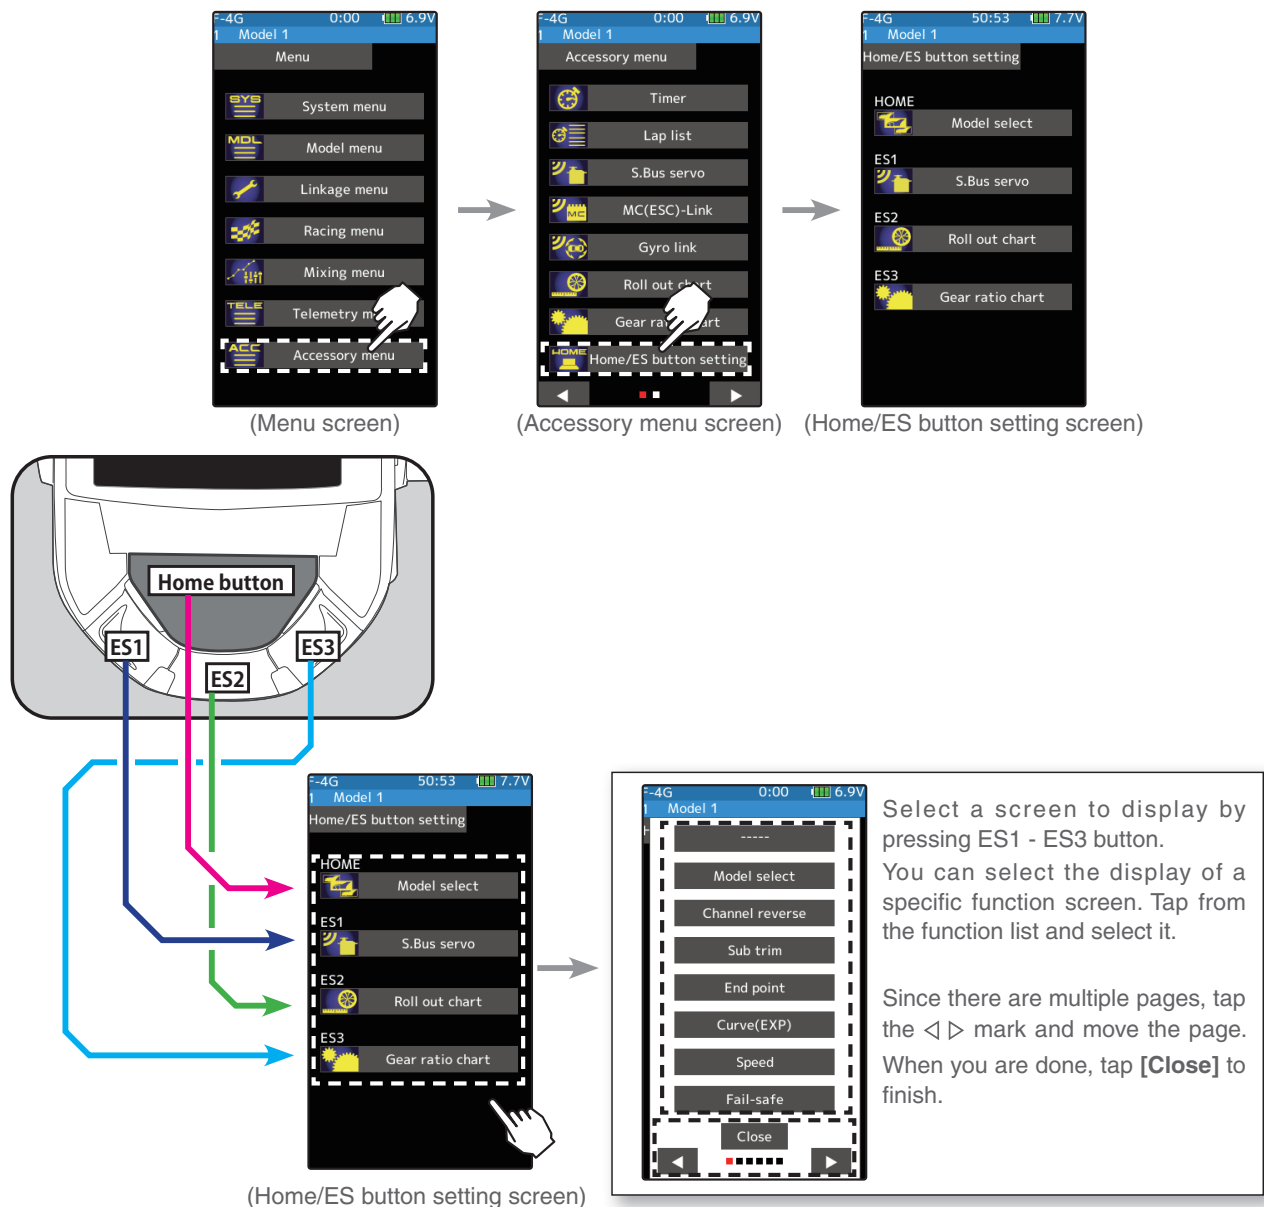 F-4G 0:00 6.9V
1 Model 1
Menu
SYS System menu
MDL Model menu
Linkage menu
Racing menu
Mixing menu
TELE Telemetry m
ACC Accessory menu
(Menu screen)
F-4G 0:00 6.9V
1 Model 1
Accessory menu
Timer
Lap list
S.Bus servo
MC MC(ESC)-Link
Gyro link
Roll out chart
Gear ratio chart
HOME Home/ES button setting
(Accessory menu screen)
F-4G 50:53 7.7V
1 Model 1
Home/ES button setting
HOME
Model select
ES1
S.Bus servo
ES2
Roll out chart
ES3
Gear ratio chart
(Home/ES button setting screen)
Home button
ES1
ES2
ES3
F-4G 50:53 7.7V
1 Model 1
Home/ES button setting
HOME
Model select
ES1
S.Bus servo
ES2
Roll out chart
ES3
Gear ratio chart
(Home/ES button setting screen)
F-4G 0:00 6.9V
1 Model 1
H
-----
Model select
Channel reverse
Sub trim
End point
Curve(EXP)
Speed
Fail-safe
Close
Select a screen to display by
pressing ES1 - ES3 button.
You can select the display of a
specific function screen. Tap from
the function list and select it.
Since there are multiple pages, tap
the ◁ ▷ mark and move the page.
When you are done, tap [Close] to
finish.